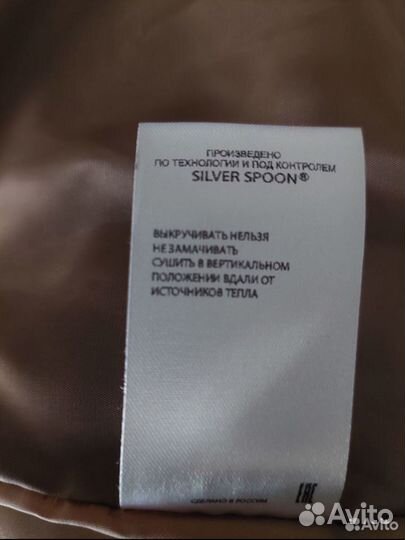 ПРОИЗВЕДЕНО
ПО ТЕХНОЛОГИИ И ПОД КОНТРОЛЕМ
SILVER SPOON®
ВЫКРУЧИВАТЬ НЕЛЬЗЯ
НЕ ЗАМАЧИВАТЬ
СУШИТЬ В ВЕРТИКАЛЬНОМ
ПОЛОЖЕНИИ ВДАЛИ ОТ
ИСТОЧНИКОВ ТЕПЛА
СДЕЛАНО В РОССИИ
EAC
Avito
Avito